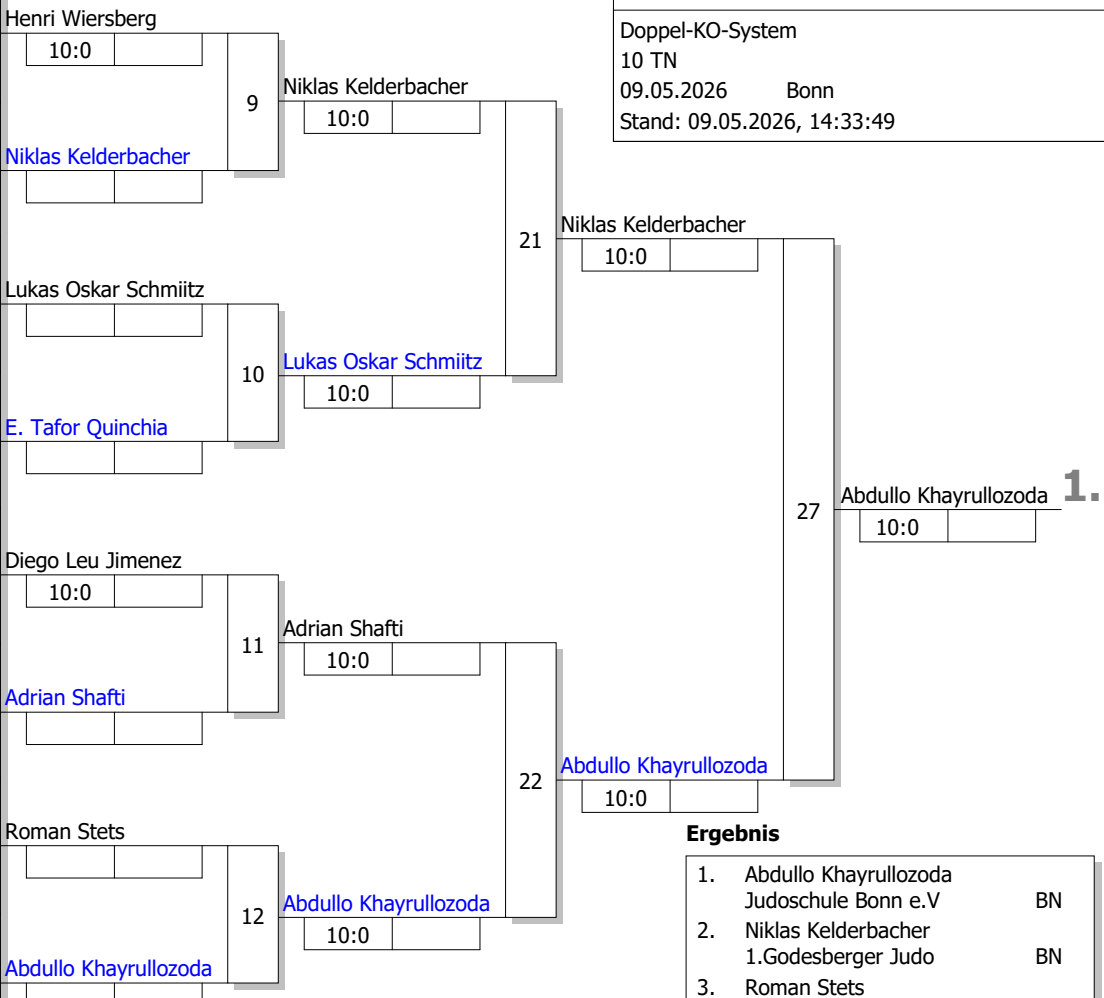 Henri Wiersberg
10:0
9
Niklas Kelderbacher
Niklas Kelderbacher
10:0
Doppel-KO-System
10 TN
09.05.2026 Bonn
Stand: 09.05.2026, 14:33:49
21
Niklas Kelderbacher
10:0
Lukas Oskar Schmiitz
10
E. Tafor Quinchia
Lukas Oskar Schmiitz
10:0
27
Abdullo Khayrullozoda 1.
10:0
Diego Leu Jimenez
10:0
11
Adrian Shafti
Adrian Shafti
10:0
22
Abdullo Khayrullozoda
10:0
Roman Stets
12
Abdullo Khayrullozoda
Abdullo Khayrullozoda
10:0
Ergebnis
1. Abdullo Khayrullozoda
Judoschule Bonn e.V BN
2. Niklas Kelderbacher
1.Godesberger Judo BN
3. Roman Stets